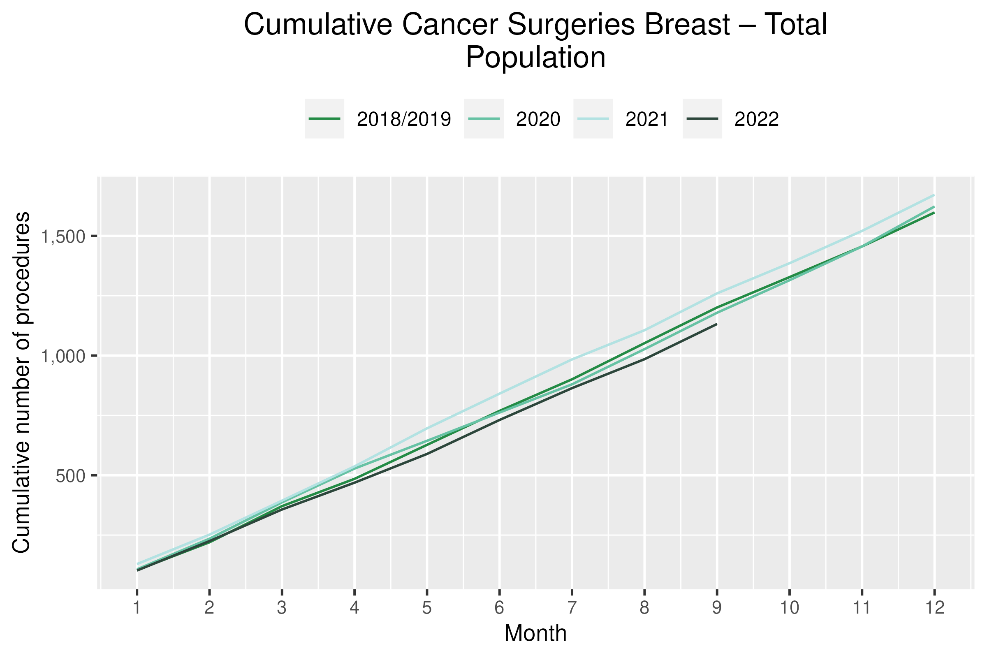 Cumulative Cancer Surgeries Breast – Total
Population
2018/2019 2020 2021 2022
Cumulative number of procedures
1,500
1,000
500
1 2 3 4 5 6 7 8 9 10 11 12
Month